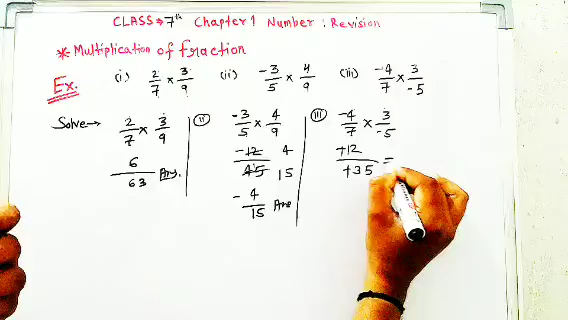 CLASS⇒7th Chapter 1 Number : Revision
* Multiplication of fraction
Ex. (i) 2/7 × 3/9 (ii) -3/5 × 4/9 (iii) -4/7 × 3/-5
Solve→ 2/7 × 3/9 (ii) -3/5 × 4/9 (iii) -4/7 × 3/-5
6/63 Ans. -12/45 4/15 +12/+35 =
-4/15 Ans